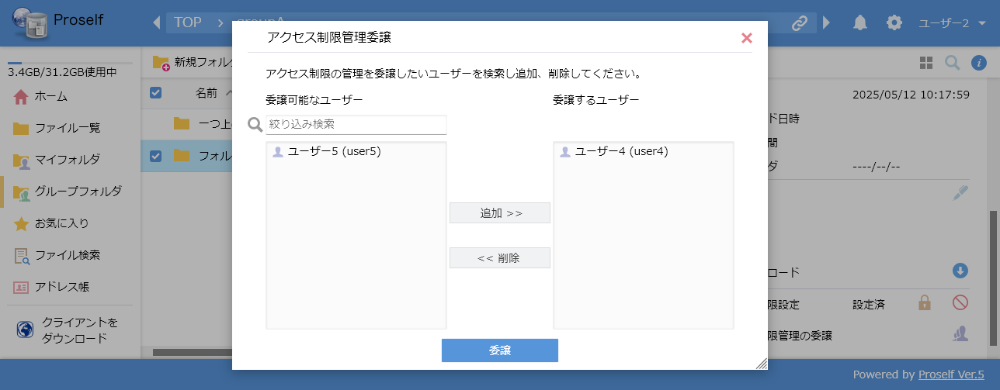 Proself
TOP
groupA
ユーザー2
3.4GB/31.2GB使用中
ホーム
ファイル一覧
マイフォルダ
グループフォルダ
お気に入り
ファイル検索
アドレス帳
クライアントを
ダウンロード
新規フォル
名前
一つ上
フォル
アクセス制限管理委譲
アクセス制限の管理を委譲したいユーザーを検索し追加、削除してください。
委譲可能なユーザー
委譲するユーザー
絞り込み検索
ユーザー5 (user5)
ユーザー4 (user4)
追加 >>
<< 削除
委譲
2025/05/12 10:17:59
ド日時
間
ダ
----/--/--
ロード
限設定
設定済
限管理の委譲
Powered by Proself Ver.5